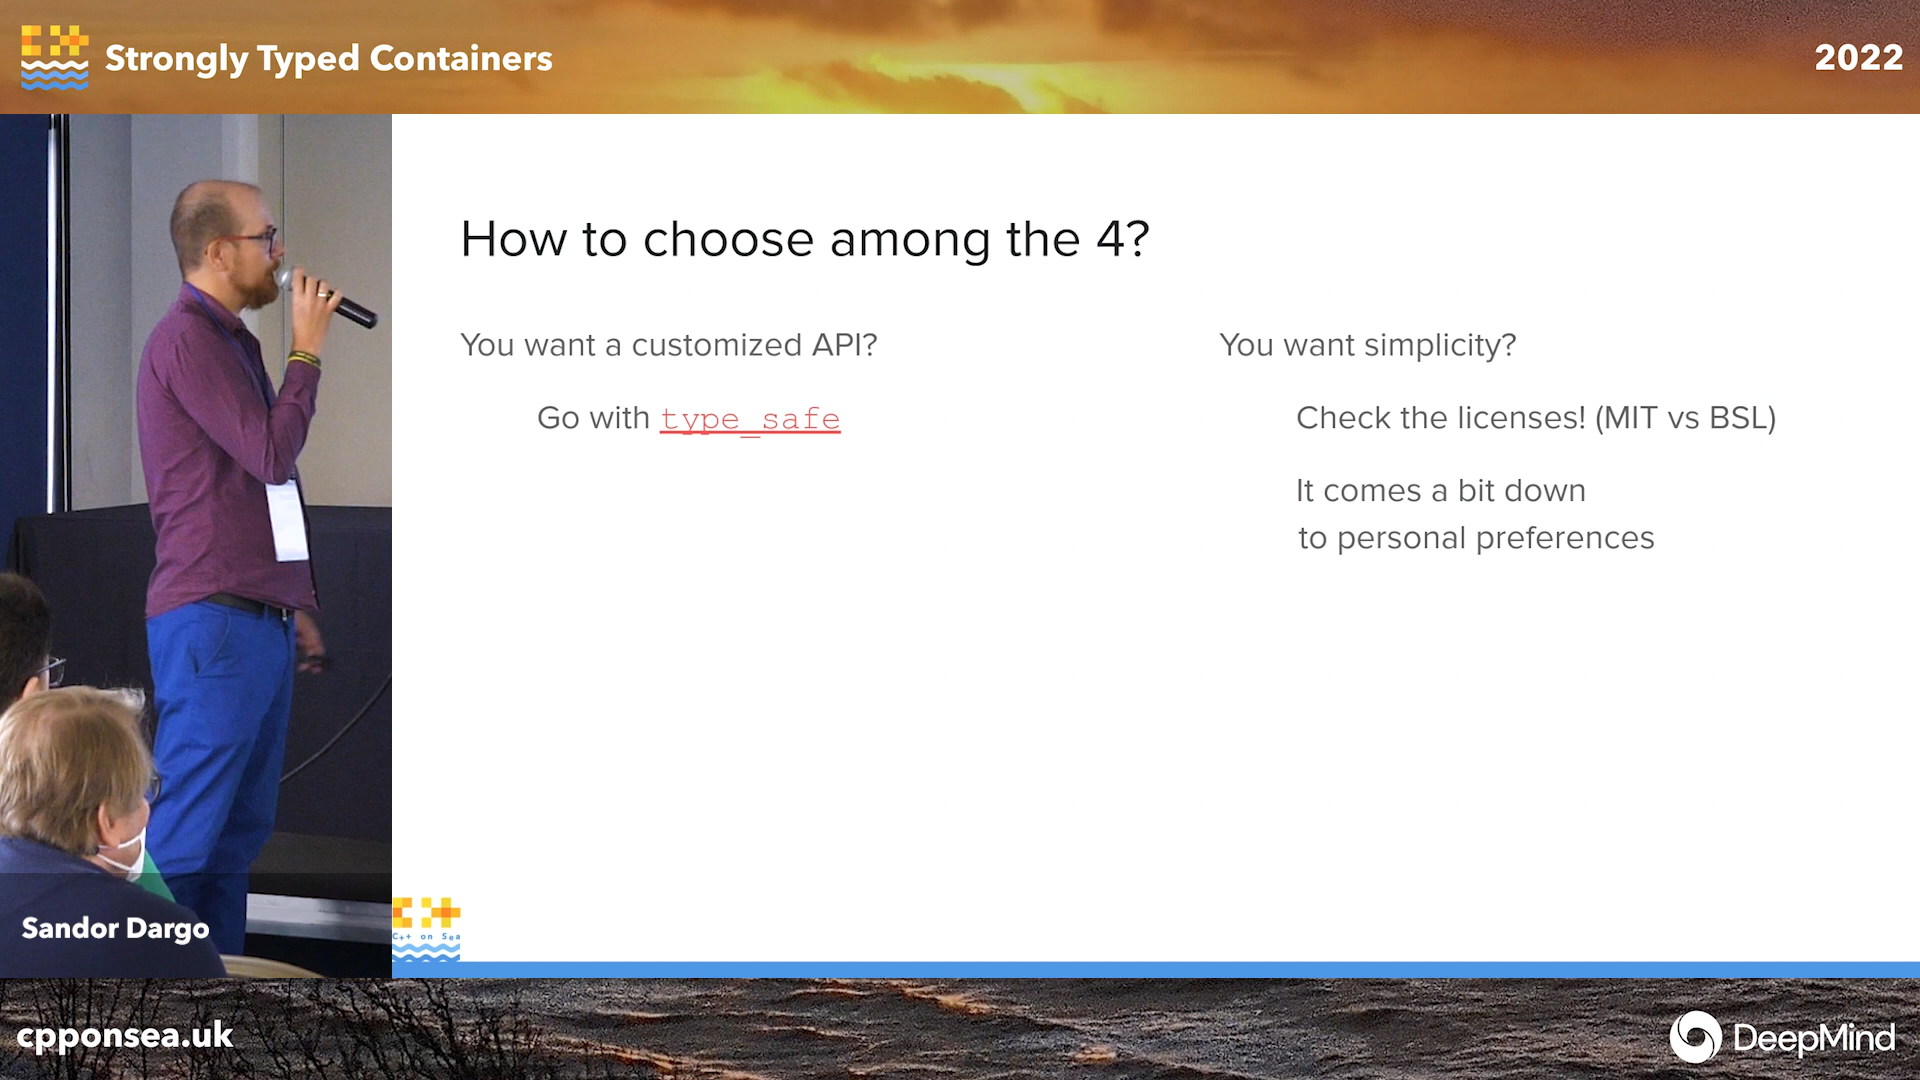 Strongly Typed Containers
2022
How to choose among the 4?
You want a customized API?
Go with type_safe
You want simplicity?
Check the licenses! (MIT vs BSL)
It comes a bit down
to personal preferences
C++ on Sea
Sandor Dargo
cpponsea.uk
DeepMind